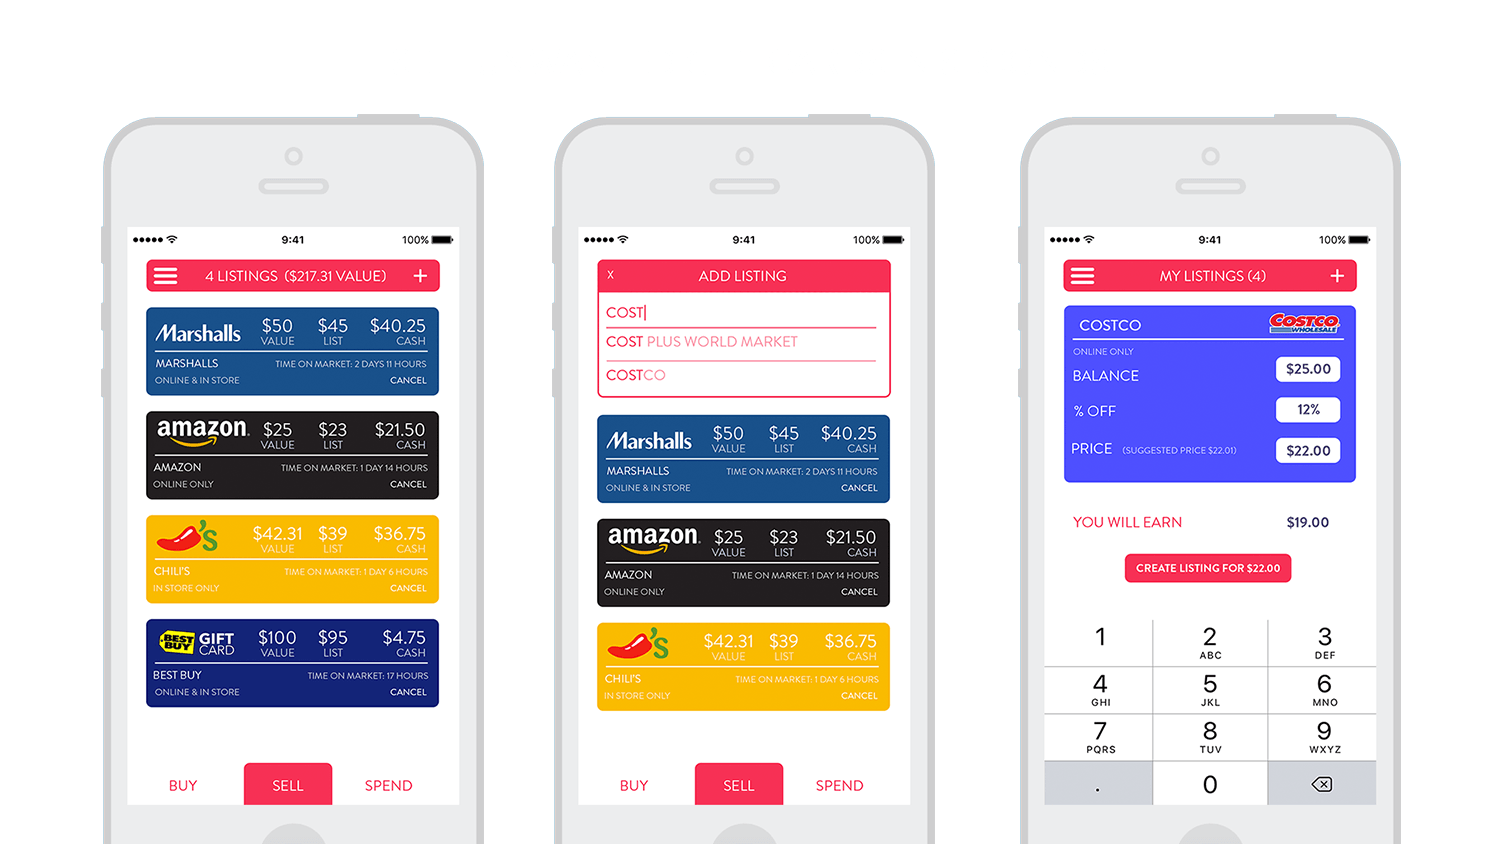 9:41
100%
4 LISTINGS ($217.31 VALUE) +
Marshalls $50 $45 $40.25
VALUE LIST CASH
MARSHALLS TIME ON MARKET: 2 DAYS 11 HOURS
ONLINE & IN STORE CANCEL
amazon $25 $23 $21.50
VALUE LIST CASH
AMAZON TIME ON MARKET: 1 DAY 14 HOURS
ONLINE ONLY CANCEL
's $42.31 $39 $36.75
VALUE LIST CASH
CHILI'S TIME ON MARKET: 1 DAY 6 HOURS
IN STORE ONLY CANCEL
BEST BUY GIFT CARD $100 $95 $4.75
VALUE LIST CASH
BEST BUY TIME ON MARKET: 17 HOURS
ONLINE & IN STORE CANCEL
BUY SELL SPEND
9:41
100%
X ADD LISTING
COST
COST PLUS WORLD MARKET
COSTCO
Marshalls $50 $45 $40.25
VALUE LIST CASH
MARSHALLS TIME ON MARKET: 2 DAYS 11 HOURS
ONLINE & IN STORE CANCEL
amazon $25 $23 $21.50
VALUE LIST CASH
AMAZON TIME ON MARKET: 1 DAY 14 HOURS
ONLINE ONLY CANCEL
's $42.31 $39 $36.75
VALUE LIST CASH
CHILI'S TIME ON MARKET: 1 DAY 6 HOURS
IN STORE ONLY CANCEL
BUY SELL SPEND
9:41
100%
MY LISTINGS (4) +
COSTCO COSTCO WHOLESALE
ONLINE ONLY
BALANCE $25.00
% OFF 12%
PRICE (SUGGESTED PRICE $22.01) $22.00
YOU WILL EARN $19.00
CREATE LISTING FOR $22.00
1 2 3
ABC DEF
4 5 6
GHI JKL MNO
7 8 9
PQRS TUV WXYZ
. 0